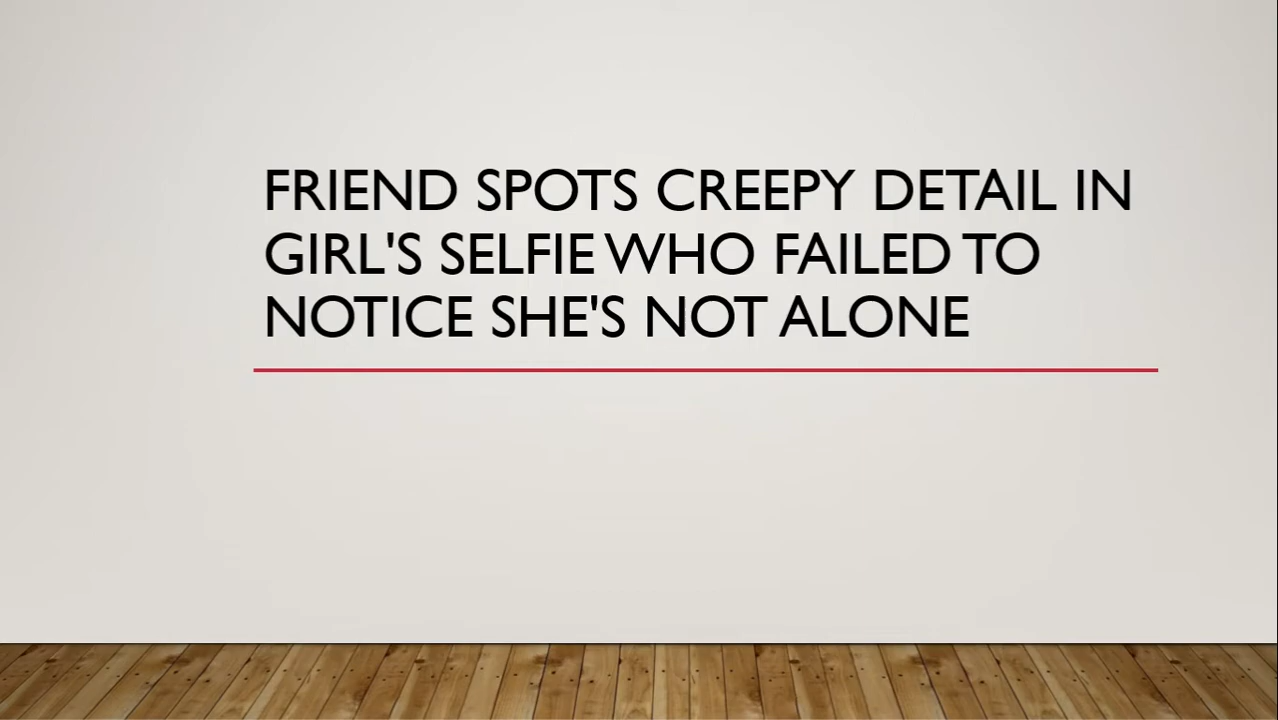 FRIEND SPOTS CREEPY DETAIL IN
GIRL'S SELFIE WHO FAILED TO
NOTICE SHE'S NOT ALONE